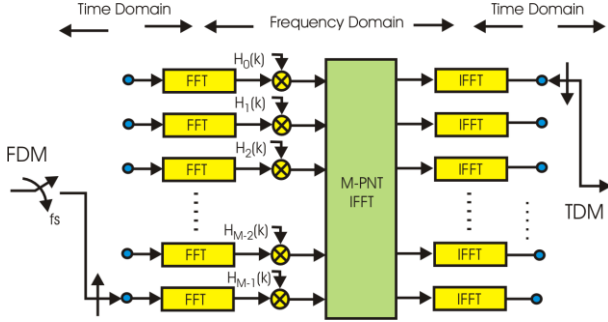 Time Domain
Frequency Domain
Time Domain
H0(k)
FFT
IFFT
H1(k)
FFT
IFFT
H2(k)
FFT
IFFT
FDM
fs
M-PNT
IFFT
TDM
HM-2(k)
FFT
IFFT
HM-1(k)
FFT
IFFT